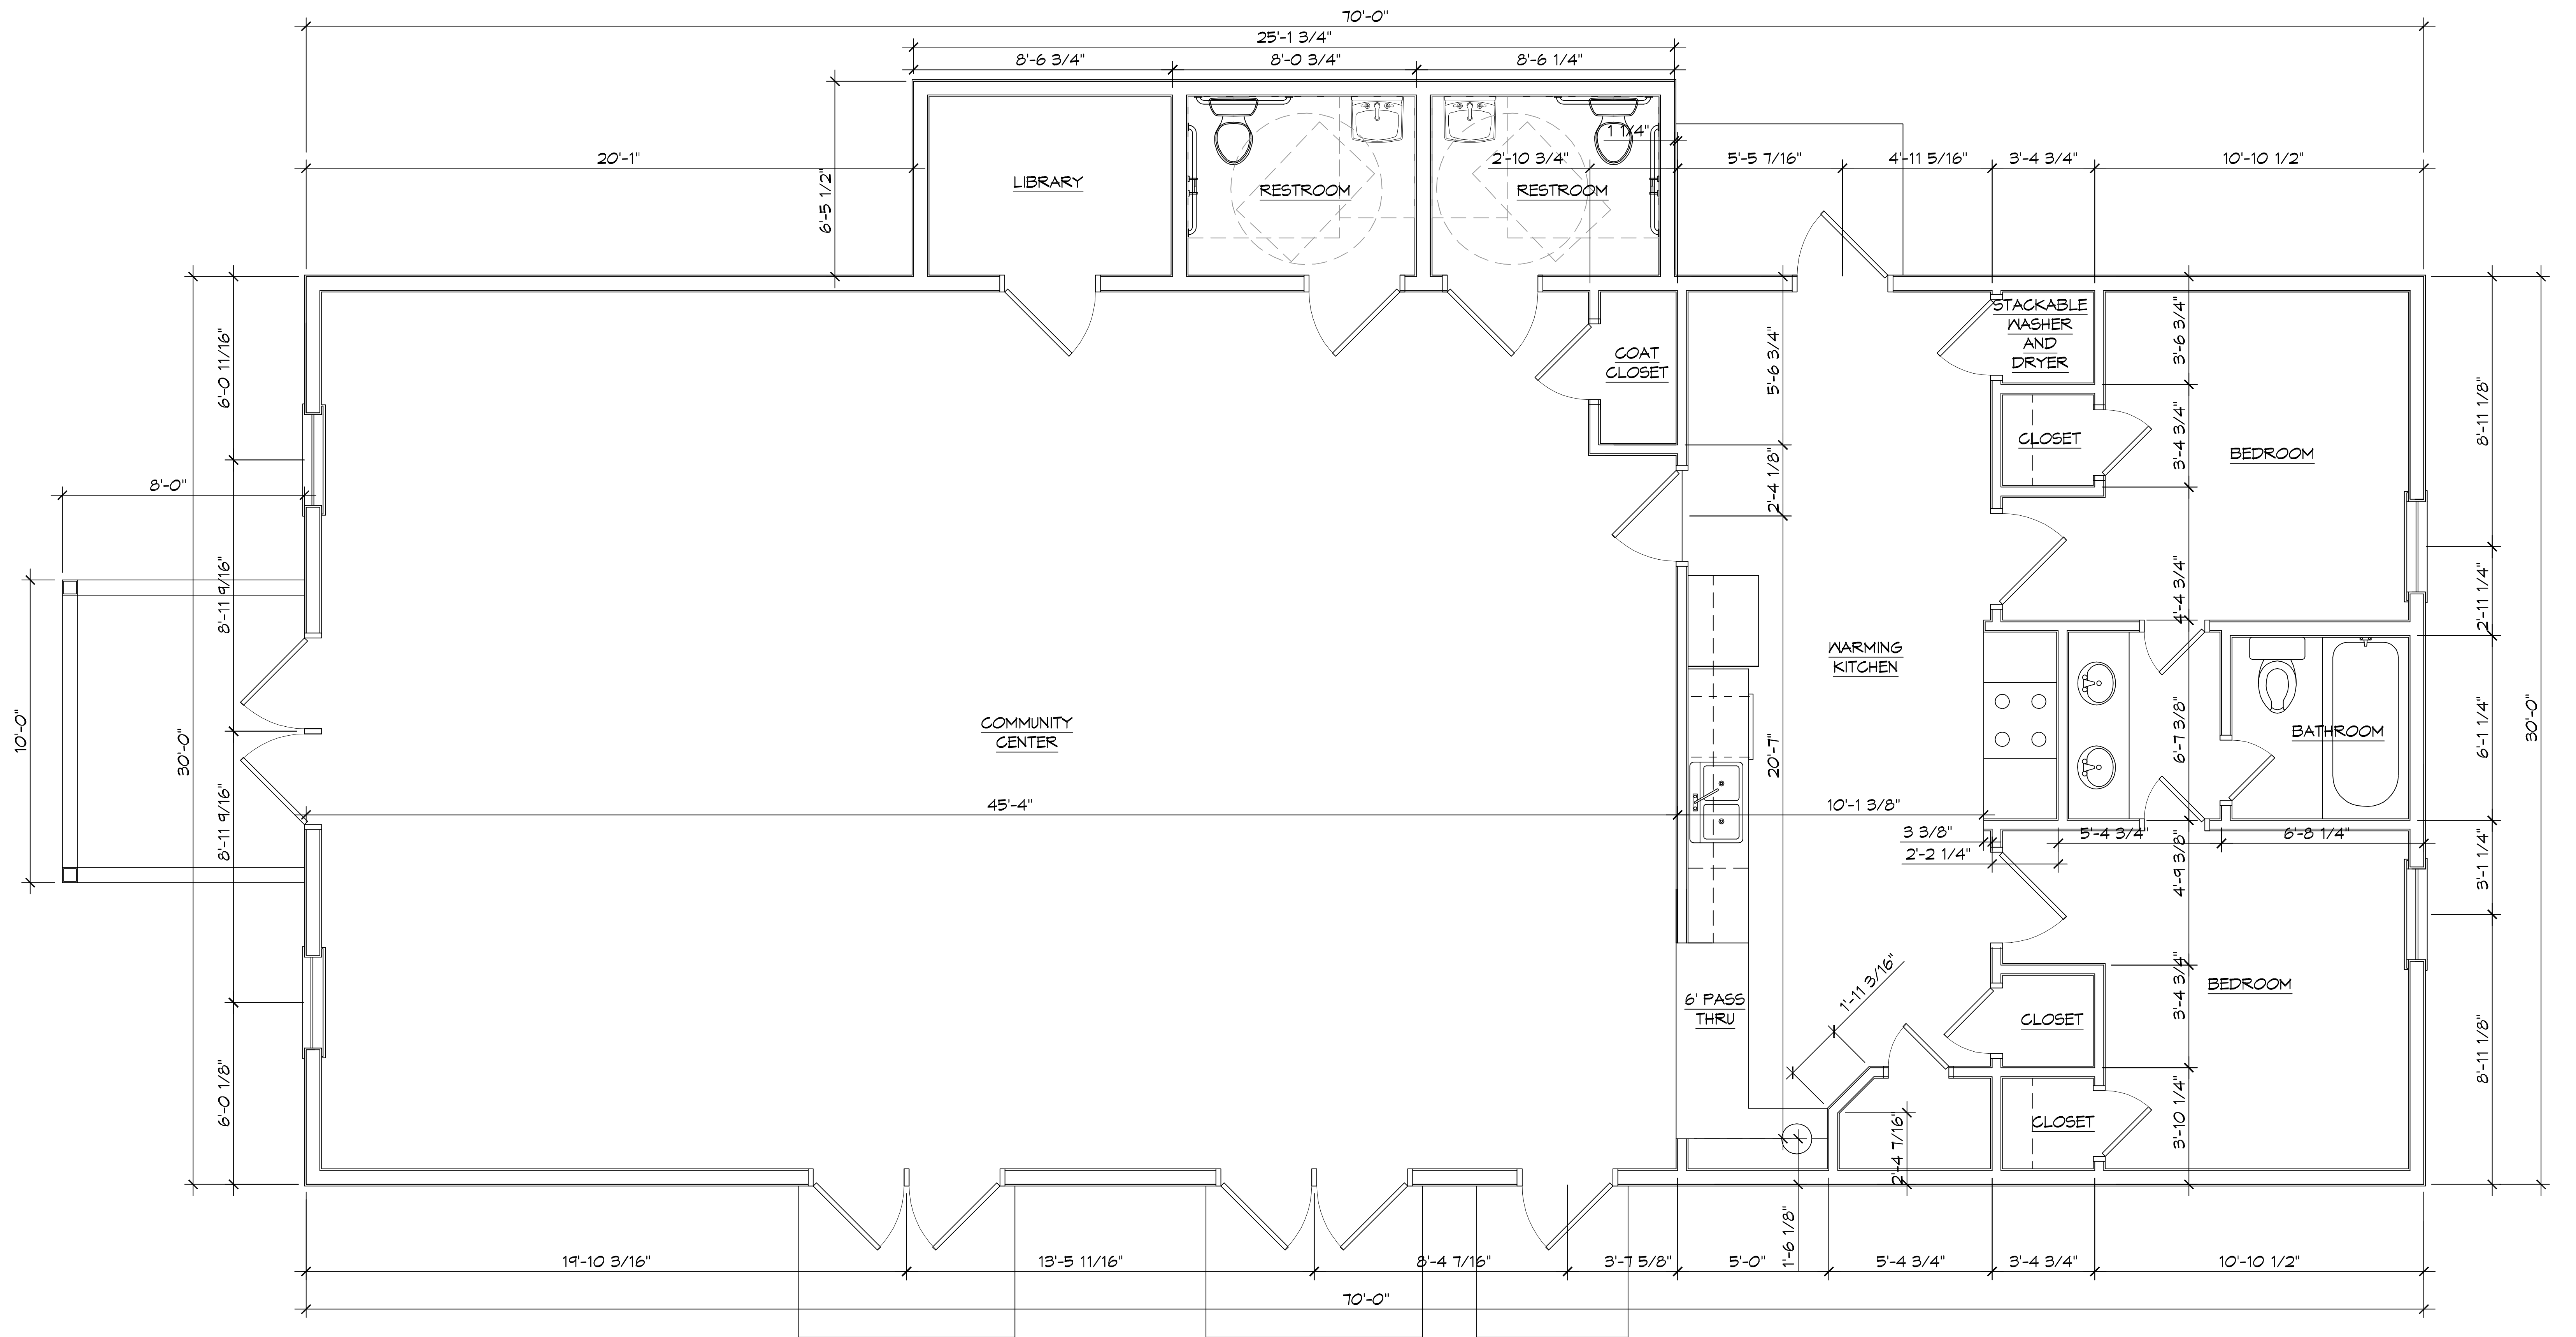 70'-0"
25'-1 3/4"
8'-6 3/4"
8'-0 3/4"
8'-6 1/4"
1 1/4"
20'-1"
2'-10 3/4"
5'-5 7/16"
4'-11 5/16"
3'-4 3/4"
10'-10 1/2"
6'-5 1/2"
LIBRARY
RESTROOM
RESTROOM
STACKABLE
WASHER
AND
DRYER
3'-6 3/4"
6'-0 11/16"
COAT
CLOSET
5'-6 3/4"
8'-11 1/8"
CLOSET
3'-4 3/4"
BEDROOM
8'-0"
2'-4 1/8"
8'-11 9/16"
4'-4 3/4"
2'-11 1/4"
WARMING
KITCHEN
10'-0"
30'-0"
COMMUNITY
CENTER
20'-7"
6'-7 3/8"
BATHROOM
6'-1 1/4"
30'-0"
8'-11 9/16"
45'-4"
10'-1 3/8"
3 3/8"
5'-4 3/4"
6'-8 1/4"
2'-2 1/4"
4'-9 3/8"
3'-1 1/4"
1'-11 3/16"
3'-4 3/4"
BEDROOM
6' PASS
THRU
CLOSET
6'-0 1/8"
8'-11 1/8"
CLOSET
3'-10 1/4"
2'-4 7/16"
1'-6 1/8"
19'-10 3/16"
13'-5 11/16"
8'-4 7/16"
3'-7 5/8"
5'-0"
5'-4 3/4"
3'-4 3/4"
10'-10 1/2"
70'-0"